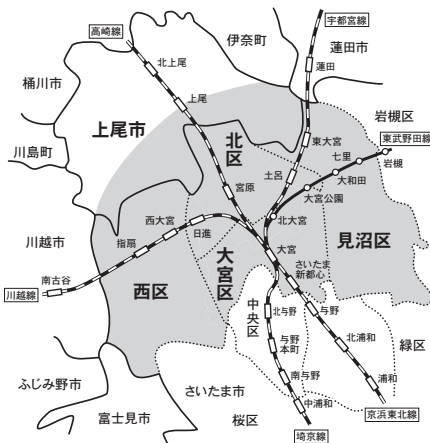 宇都宮線
高崎線
伊奈町
蓮田市
北上尾
蓮田
桶川市
上尾
岩槻区
上尾市
北区
東大宮
東武野田線
川島町
七里
岩槻
土呂
大和田
宮原
大宮公園
西大宮
日進
北大宮
見沼区
川越市
指扇
大宮区
大宮
さいたま
新都心
南古谷
西区
川越線
中央区
北与野
与野
与野
本町
北浦和
緑区
ふじみ野市
さいたま市
南与野
浦和
富士見市
桜区
中浦和
京浜東北線
埼京線